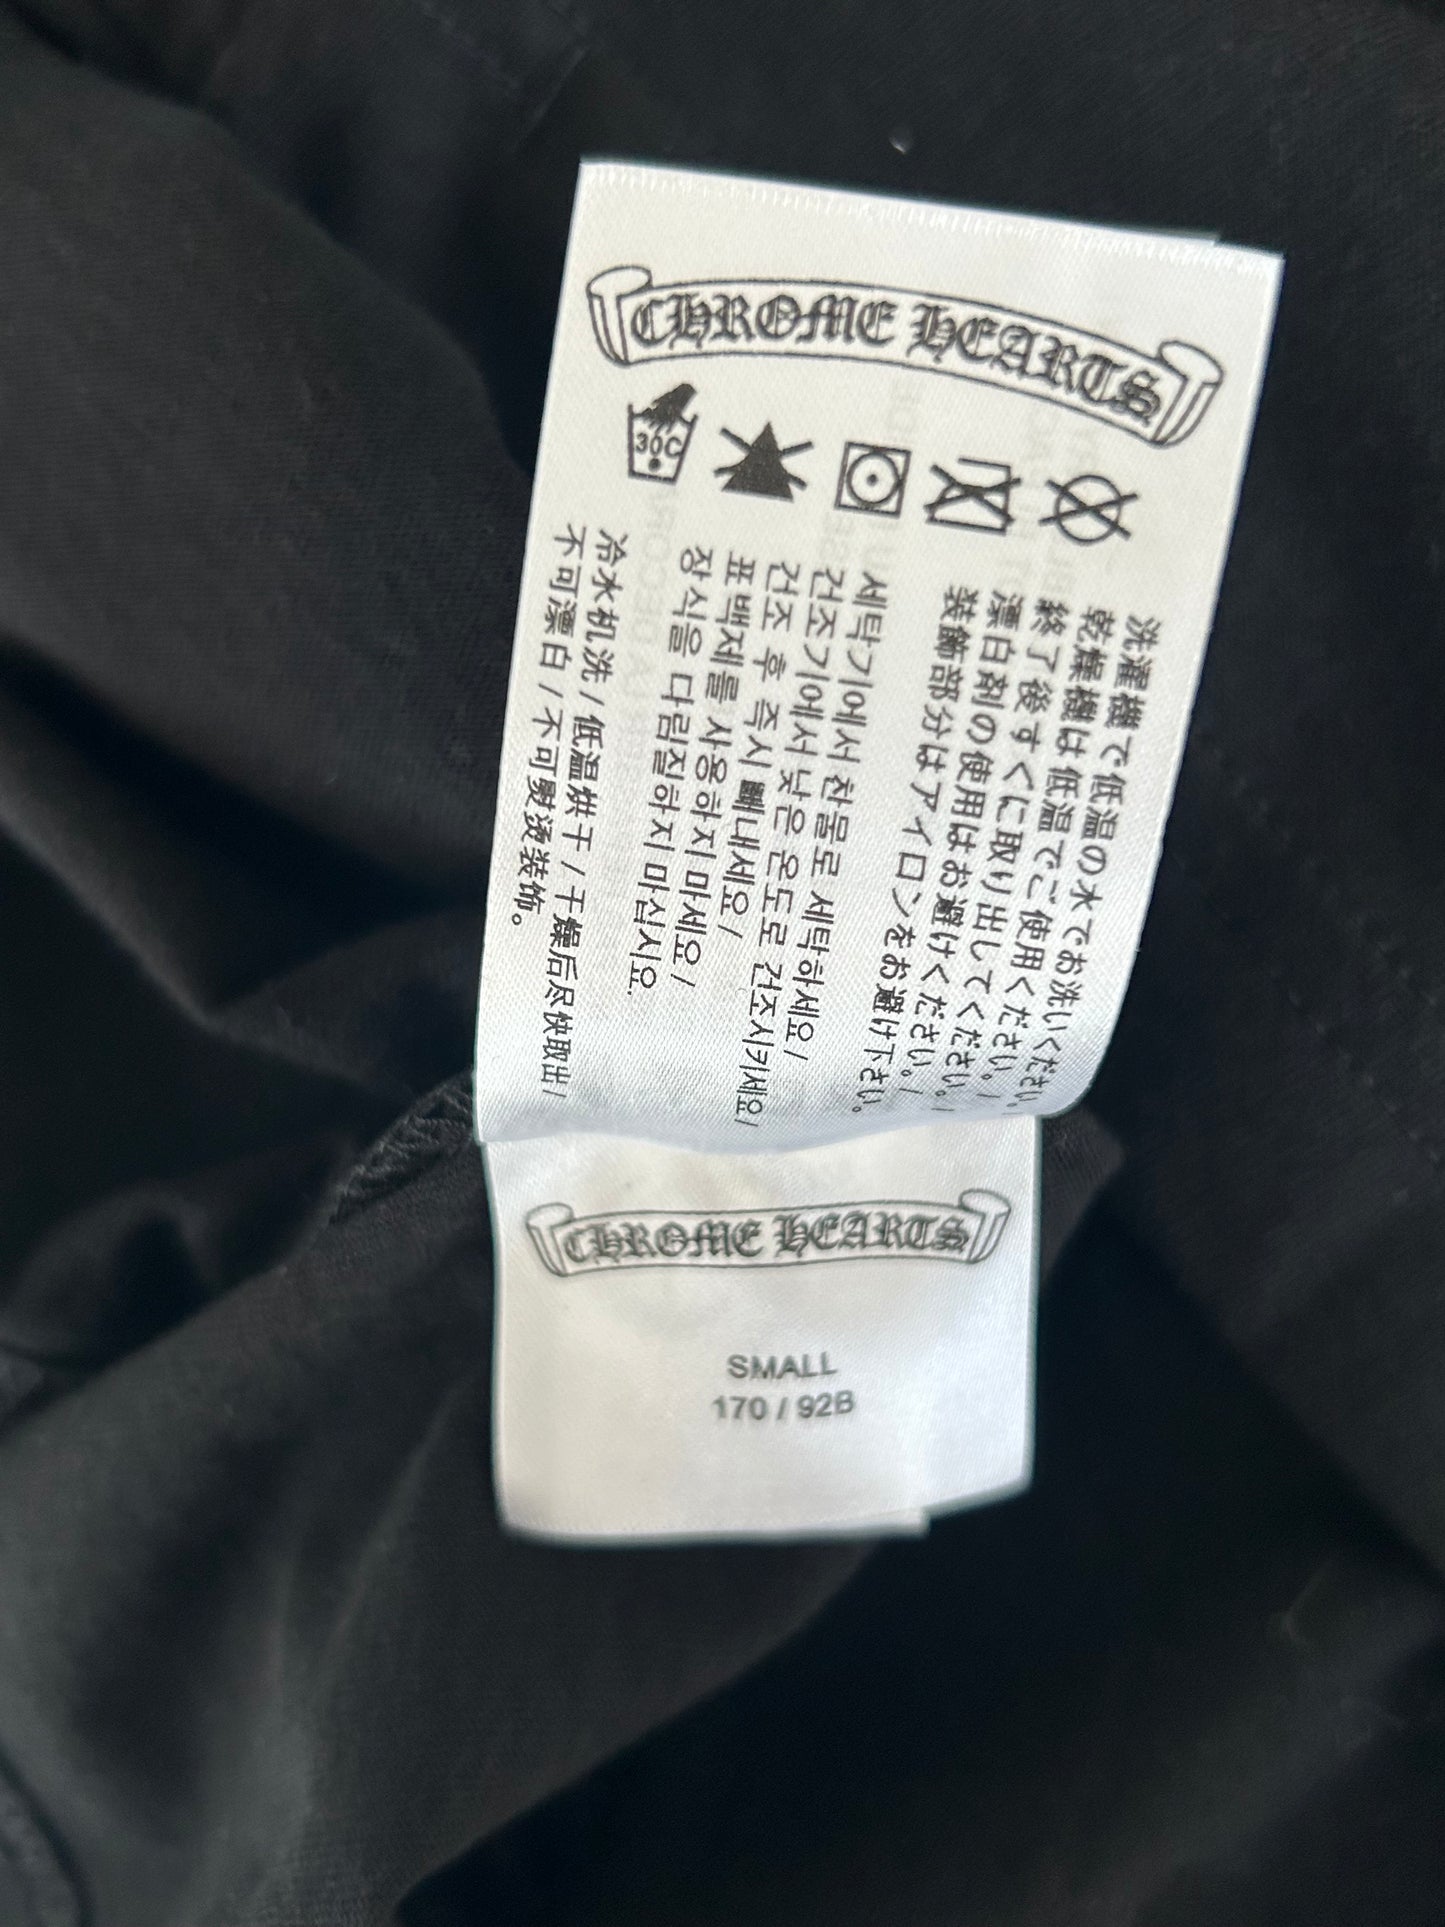 CHROME HEARTS
30C
洗濯機で低温の水でお洗いください。
乾燥機は低温でご使用ください。/
終了後すぐに取り出してください。/
漂白剤の使用はお避けください。/
装飾部分はアイロンをお避け下さい。
세탁기에서 찬물로 세탁하세요/
건조기에서 낮은 온도로 건조시키세요/
건조 후 즉시 빼내세요/
표백제를 사용하지 마세요/
장식을 다림질하지 마십시오.
冷水机洗/低温烘干/干燥后尽快取出/
不可漂白/不可熨烫装饰。
CHROME HEARTS
SMALL
170 / 92B